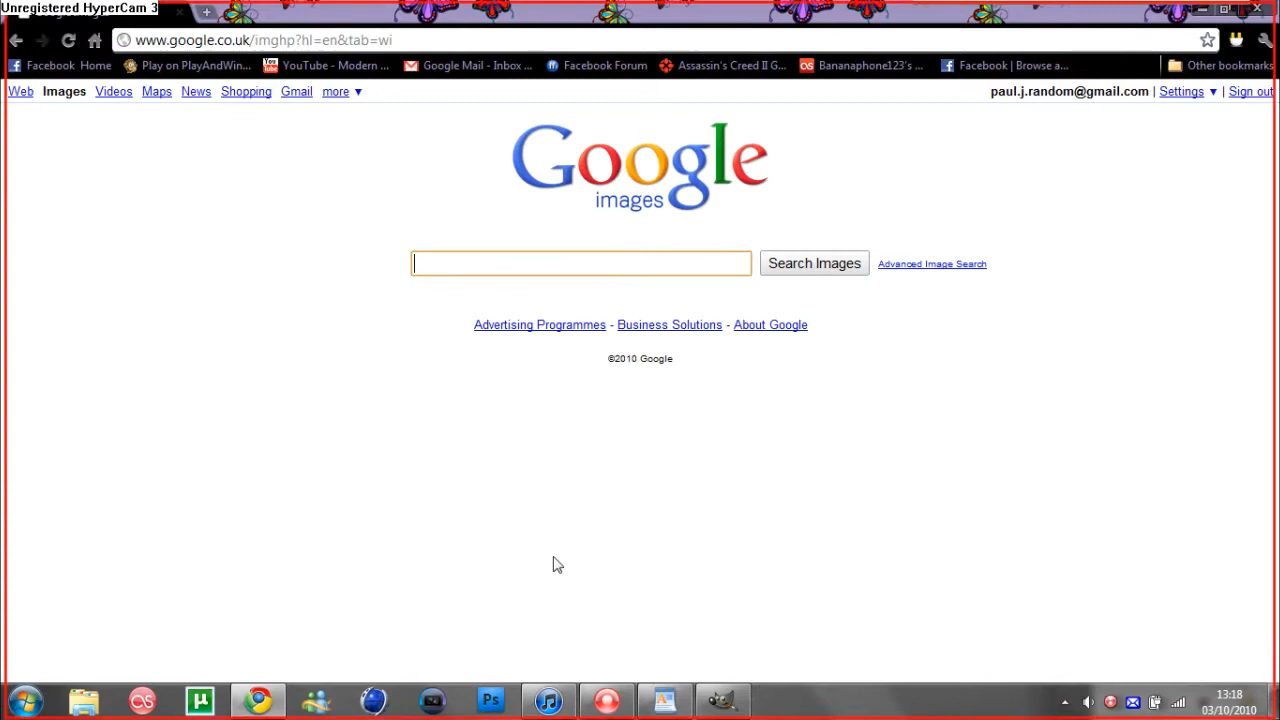 Unregistered HyperCam 3
www.google.co.uk/imghp?hl=en&tab=wi
Facebook Home Play on PlayAndWin... YouTube - Modern ... Google Mail - Inbox ... Facebook Forum Assassin's Creed II G... Bananaphone123's ... Facebook | Browse a... Other bookmarks
Web Images Videos Maps News Shopping Gmail more ▼ paul.j.random@gmail.com | Settings ▼ | Sign out
Google
images
Search Images Advanced Image Search
Advertising Programmes - Business Solutions - About Google
©2010 Google
Ps
13:18
03/10/2010